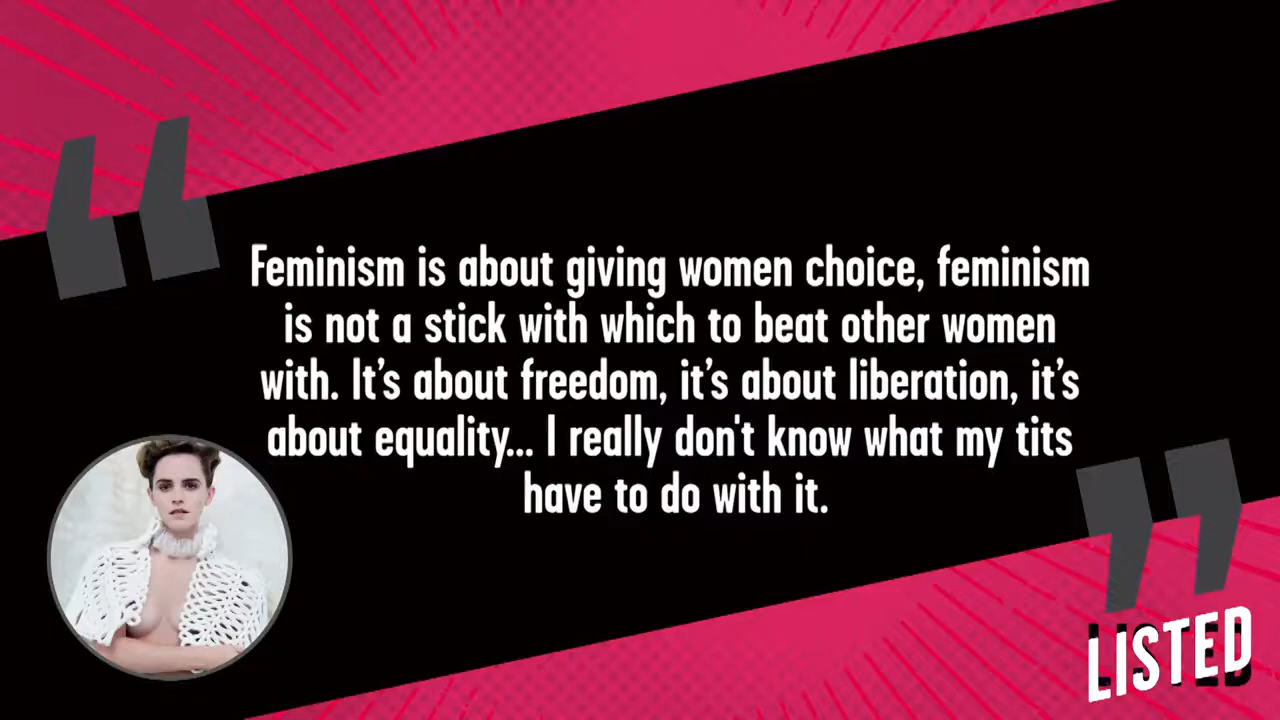 Feminism is about giving women choice, feminism
is not a stick with which to beat other women
with. It’s about freedom, it’s about liberation, it’s
about equality... I really don't know what my tits
have to do with it.
LISTED